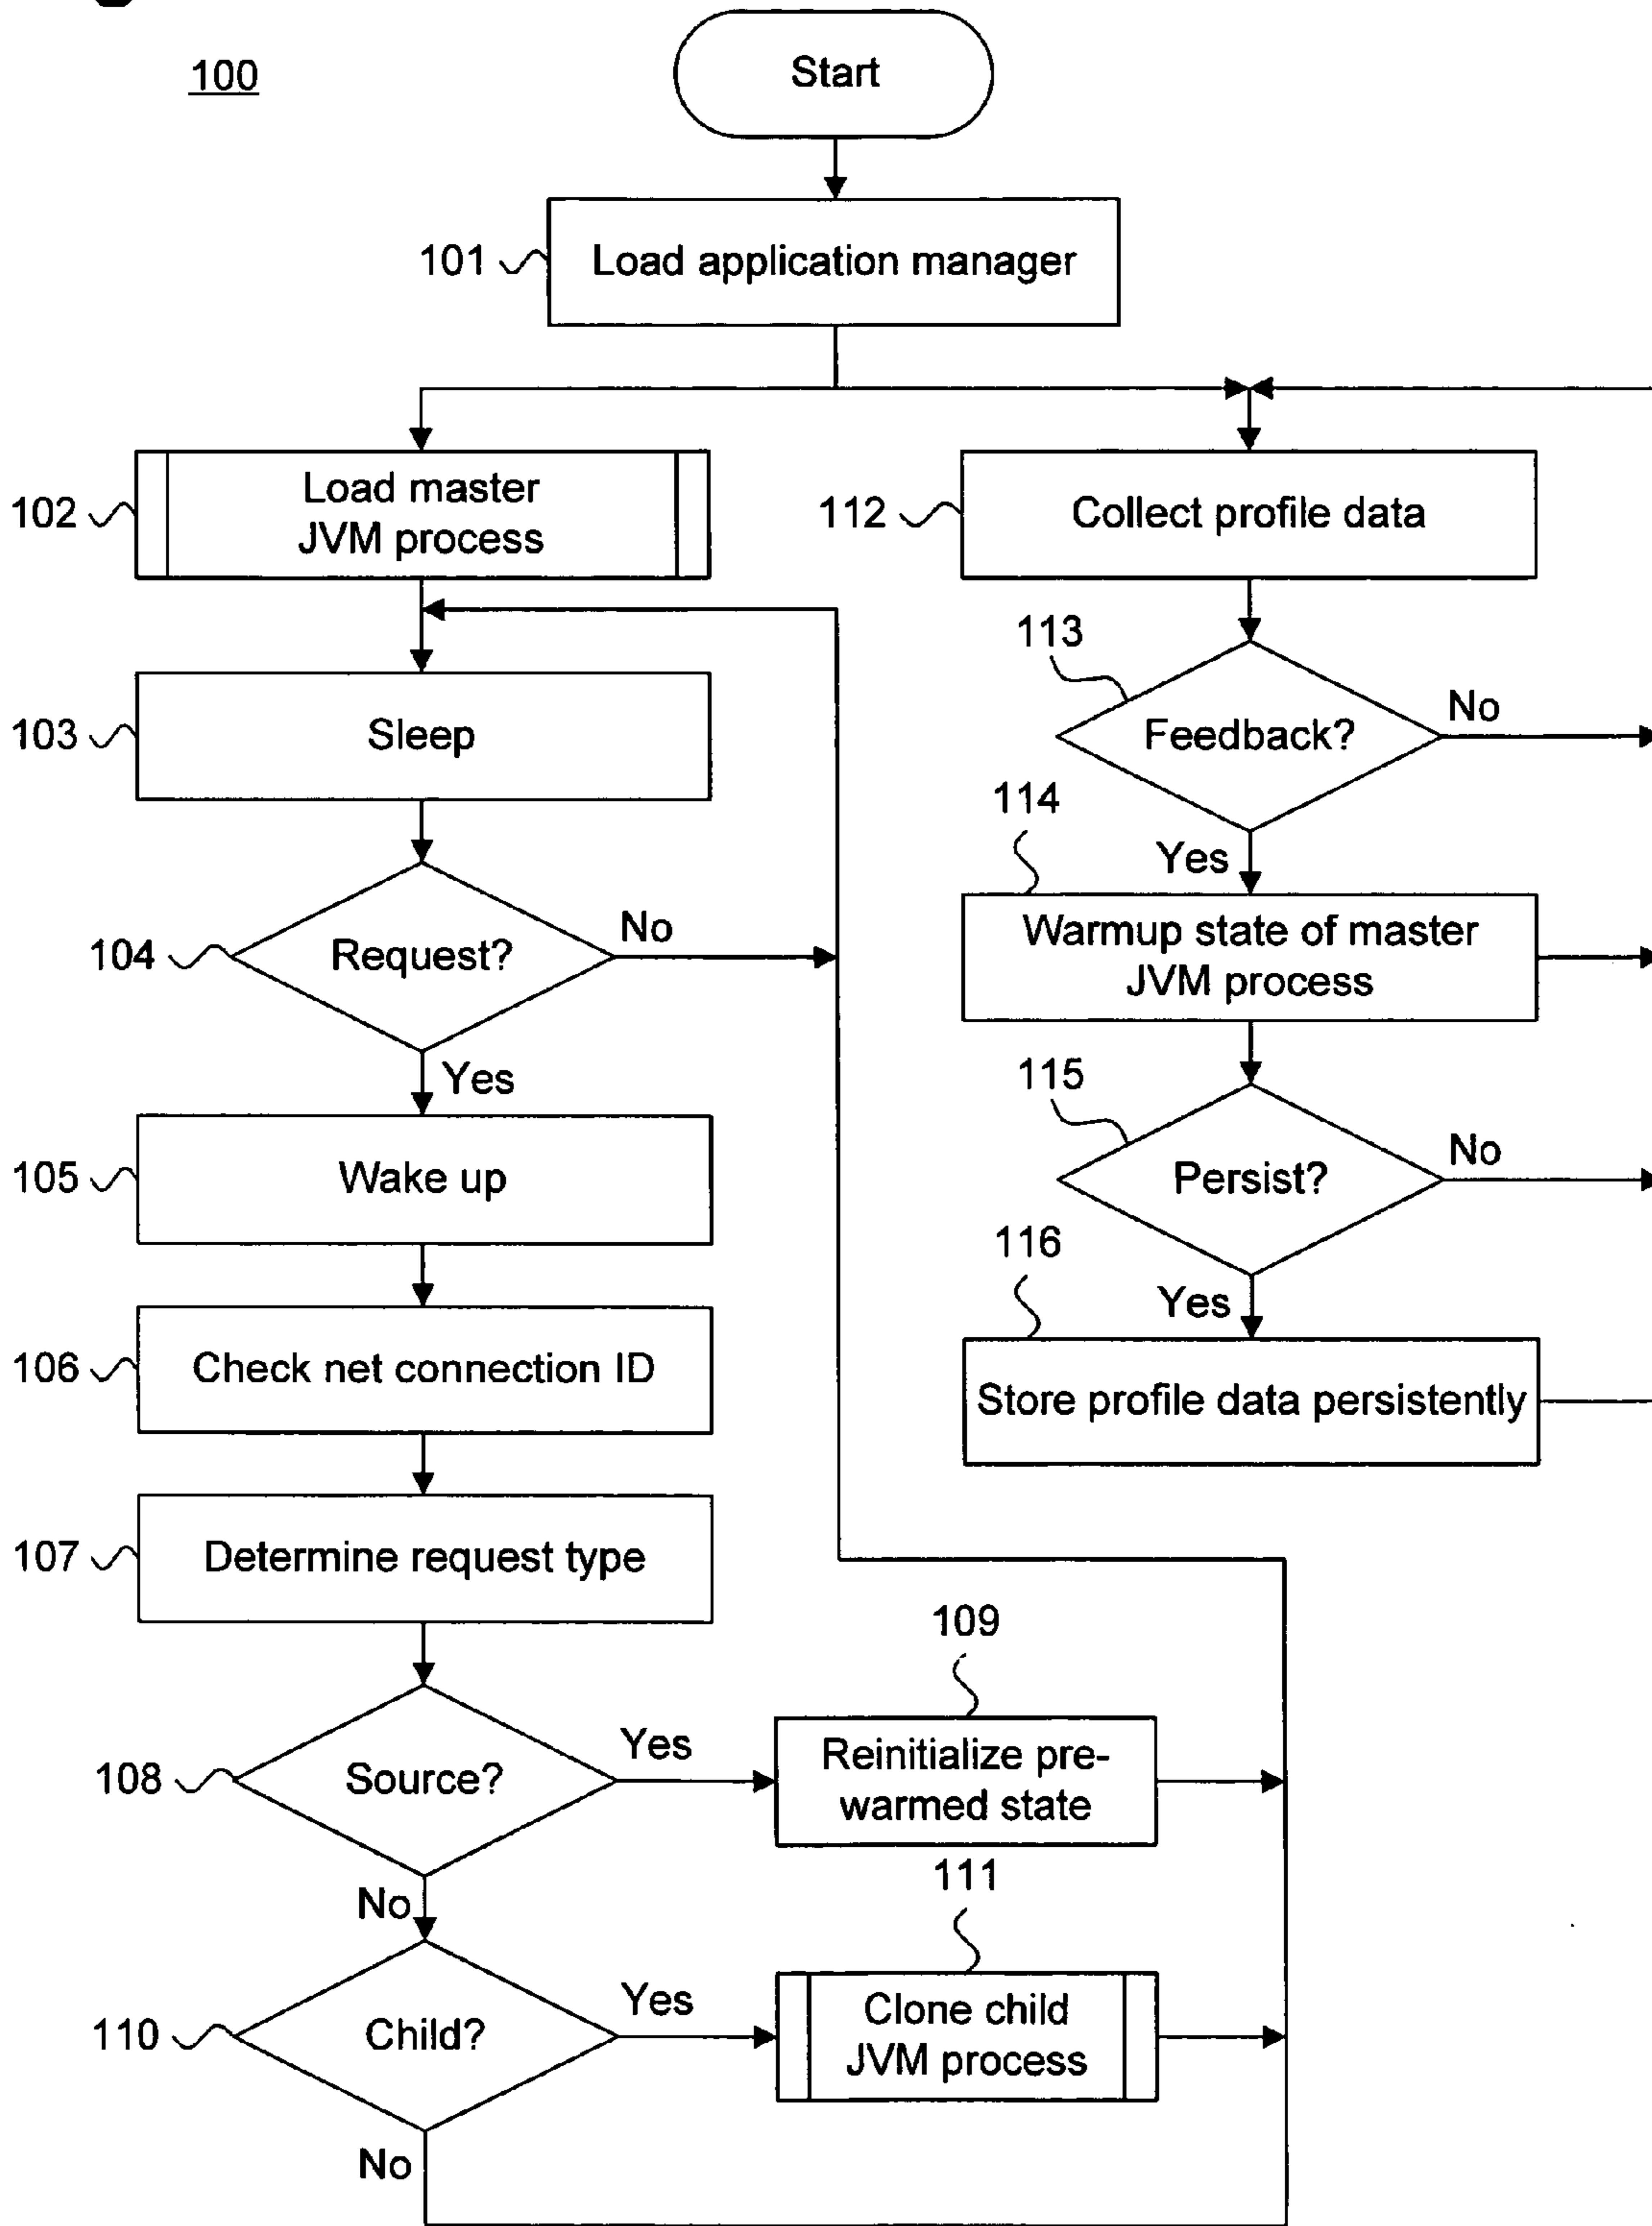 100
Start
101
Load application manager
102
Load master
JVM process
112
Collect profile data
113
Feedback?
No
103
Sleep
Yes
114
Warmup state of master
JVM process
104
Request?
No
Yes
115
Persist?
No
105
Wake up
Yes
116
Store profile data persistently
106
Check net connection ID
107
Determine request type
108
Source?
Yes
109
Reinitialize pre-
warmed state
No
110
Child?
Yes
111
Clone child
JVM process
No